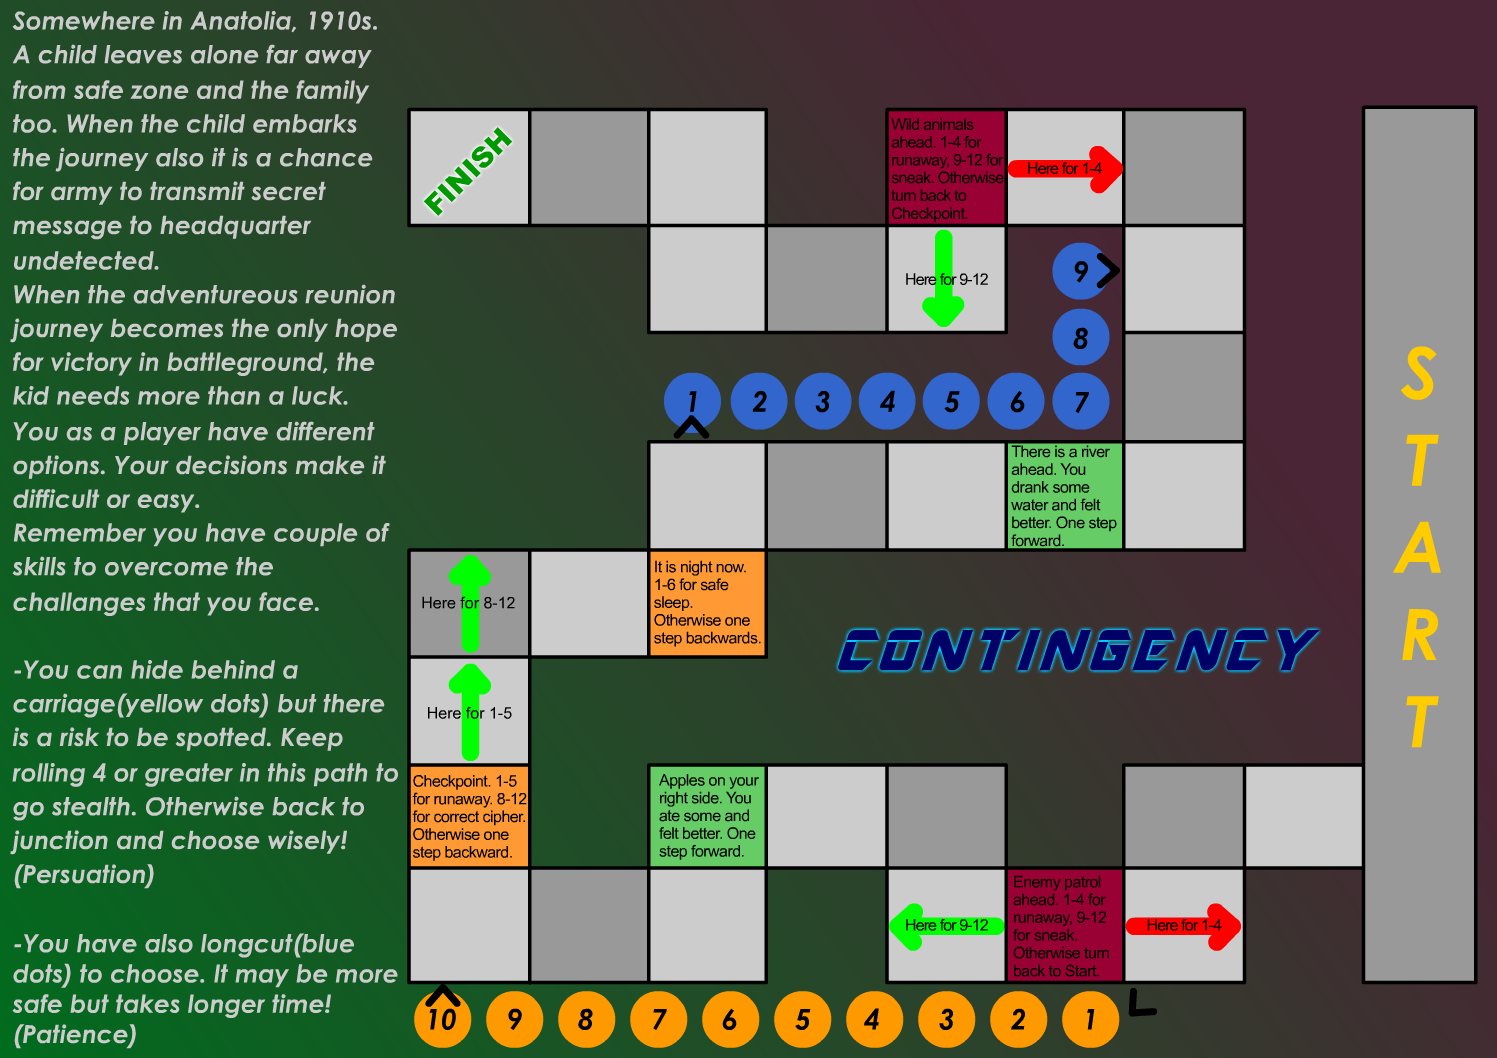 Somewhere in Anatolia, 1910s.
A child leaves alone far away
from safe zone and the family
too. When the child embarks
the journey also it is a chance
for army to transmit secret
message to headquarter
undetected.
When the adventureous reunion
journey becomes the only hope
for victory in battleground, the
kid needs more than a luck.
You as a player have different
options. Your decisions make it
difficult or easy.
Remember you have couple of
skills to overcome the
challanges that you face.
-You can hide behind a
carriage(yellow dots) but there
is a risk to be spotted. Keep
rolling 4 or greater in this path to
go stealth. Otherwise back to
junction and choose wisely!
(Persuation)
-You have also longcut(blue
dots) to choose. It may be more
safe but takes longer time!
(Patience)
FINISH
Wild animals
ahead. 1-4 for
runaway, 9-12 for
sneak. Otherwise
turn back to
Checkpoint.
Here for 1-4
Here for 9-12
9
8
1 2 3 4 5 6 7
There is a river
ahead. You
drank some
water and felt
better. One step
forward.
Here for 8-12
It is night now.
1-6 for safe
sleep.
Otherwise one
step backwards.
CONTINGENCY
Here for 1-5
Checkpoint. 1-5
for runaway. 8-12
for correct cipher.
Otherwise one
step backward.
Apples on your
right side. You
ate some and
felt better. One
step forward.
Here for 9-12
Enemy patrol
ahead. 1-4 for
runaway, 9-12
for sneak.
Otherwise turn
back to Start.
Here for 1-4
10 9 8 7 6 5 4 3 2 1
START